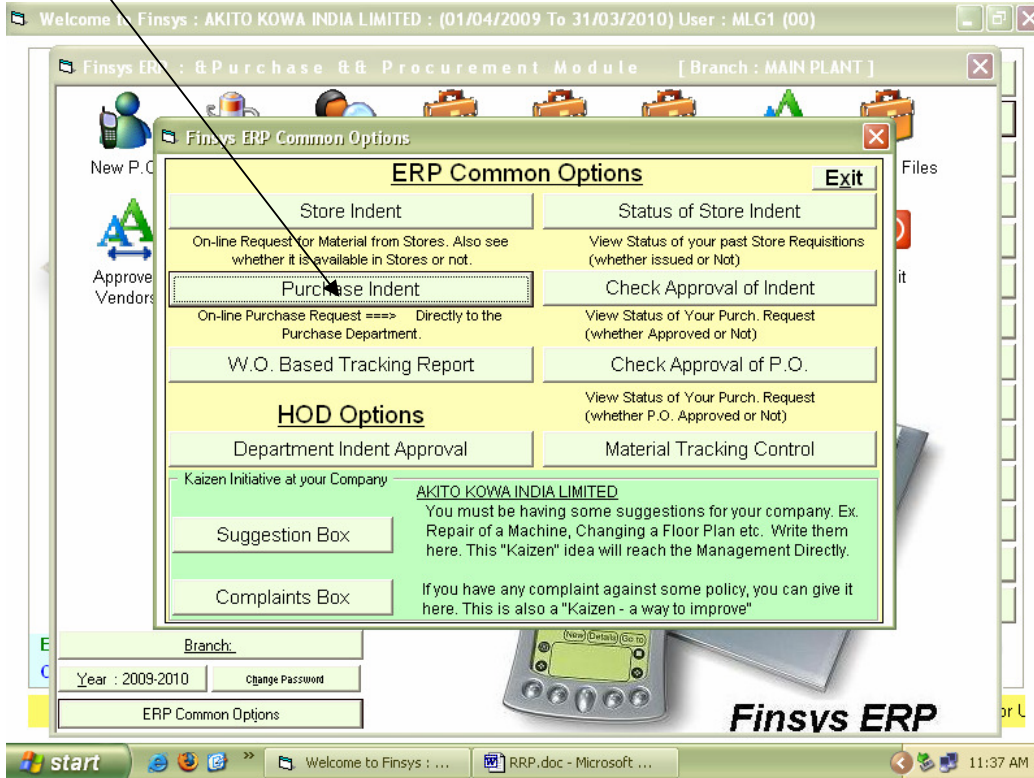 Welcome to Finsys : AKITO KOWA INDIA LIMITED : (01/04/2009 To 31/03/2010) User : MLG1 (00)
Finsys ERP : & Purchase && Procurement Module [ Branch : MAIN PLANT ]
New P.O
Files
Approve
Vendors
it
Finsys ERP Common Options
ERP Common Options
Exit
Store Indent
Status of Store Indent
On-line Request for Material from Stores. Also see
whether it is available in Stores or not.
View Status of your past Store Requisitions
(whether issued or Not)
Purchase Indent
Check Approval of Indent
On-line Purchase Request ===> Directly to the
Purchase Department.
View Status of Your Purch. Request
(whether Approved or Not)
W.O. Based Tracking Report
Check Approval of P.O.
HOD Options
View Status of Your Purch. Request
(whether P.O. Approved or Not)
Department Indent Approval
Material Tracking Control
Kaizen Initiative at your Company
AKITO KOWA INDIA LIMITED
You must be having some suggestions for your company. Ex.
Repair of a Machine, Changing a Floor Plan etc. Write them
here. This "Kaizen" idea will reach the Management Directly.
Suggestion Box
If you have any complaint against some policy, you can give it
here. This is also a "Kaizen - a way to improve"
Complaints Box
(New) (Details) (Go to)
Branch:
Year : 2009-2010
Change Password
ERP Common Options
Finsys ERP
or U
start
Welcome to Finsys : ...
RRP.doc - Microsoft ...
11:37 AM